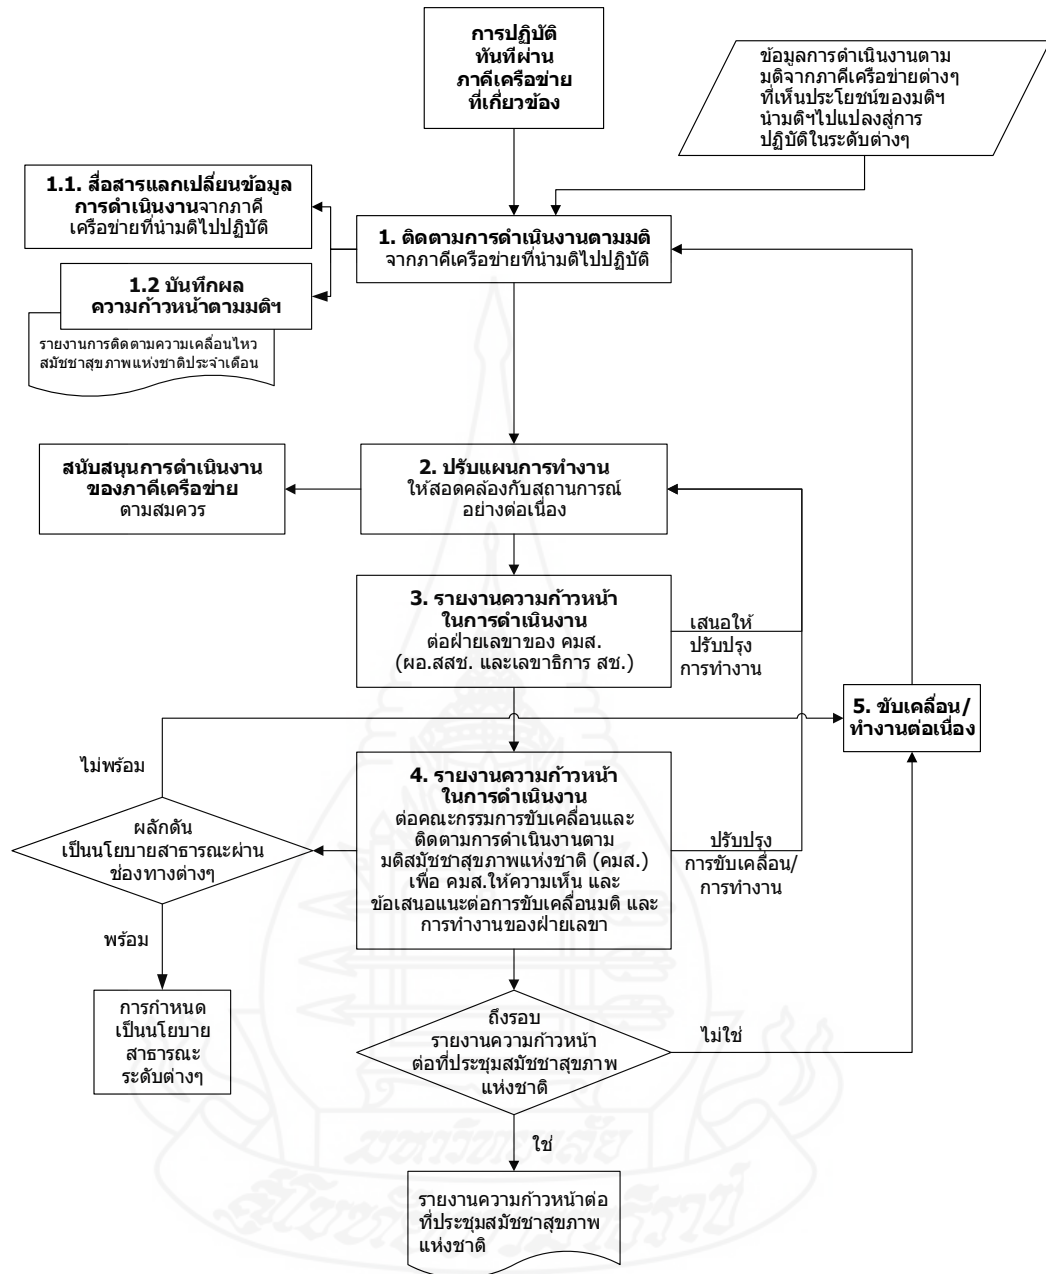 การปฏิบัติ
ทันทีผ่าน
ภาคีเครือข่าย
ที่เกี่ยวข้อง
ข้อมูลการดำเนินงานตาม
มติจากภาคีเครือข่ายต่างๆ
ที่เห็นประโยชน์ของมติฯ
นำมติฯไปแปลงสู่การ
ปฏิบัติในระดับต่างๆ
1.1. สื่อสารแลกเปลี่ยนข้อมูล
การดำเนินงานจากภาคี
เครือข่ายที่นำมติไปปฏิบัติ
1. ติดตามการดำเนินงานตามมติ
จากภาคีเครือข่ายที่นำมติไปปฏิบัติ
1.2 บันทึกผล
ความก้าวหน้าตามมติฯ
รายงานการติดตามความเคลื่อนไหว
สมัชชาสุขภาพแห่งชาติประจำเดือน
สนับสนุนการดำเนินงาน
ของภาคีเครือข่าย
ตามสมควร
2. ปรับแผนการทำงาน
ให้สอดคล้องกับสถานการณ์
อย่างต่อเนื่อง
3. รายงานความก้าวหน้า
ในการดำเนินงาน
ต่อฝ่ายเลขาของ คมส.
(ผอ.สสช. และเลขาธิการ สช.)
เสนอให้
ปรับปรุง
การทำงาน
5. ขับเคลื่อน/
ทำงานต่อเนื่อง
ไม่พร้อม
4. รายงานความก้าวหน้า
ในการดำเนินงาน
ต่อคณะกรรมการขับเคลื่อนและ
ติดตามการดำเนินงานตาม
มติสมัชชาสุขภาพแห่งชาติ (คมส.)
เพื่อ คมส.ให้ความเห็น และ
ข้อเสนอแนะต่อการขับเคลื่อนมติ และ
การทำงานของฝ่ายเลขา
ผลักดัน
เป็นนโยบายสาธารณะผ่าน
ช่องทางต่างๆ
ปรับปรุง
การขับเคลื่อน/
การทำงาน
พร้อม
การกำหนด
เป็นนโยบาย
สาธารณะ
ระดับต่างๆ
ถึงรอบ
รายงานความก้าวหน้า
ต่อที่ประชุมสมัชชาสุขภาพ
แห่งชาติ
ไม่ใช่
ใช่
รายงานความก้าวหน้าต่อ
ที่ประชุมสมัชชาสุขภาพ
แห่งชาติ
มหาวิทยาลัย
สุโขทัยธรรมาธิราช